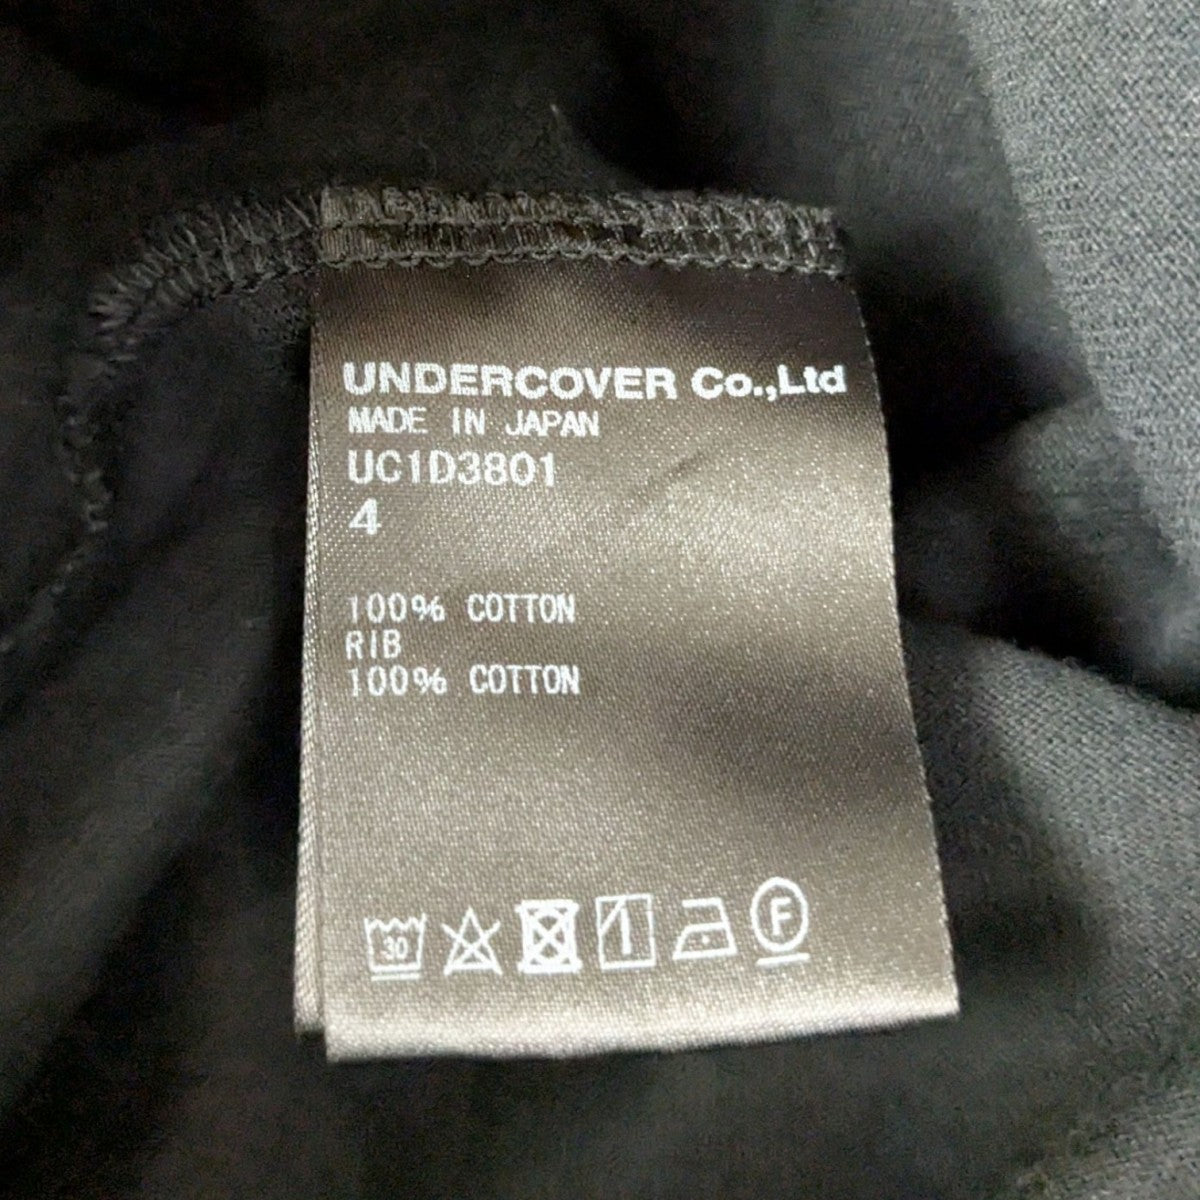 UNDERCOVER Co.,Ltd
MADE IN JAPAN
UC1D3801
4
100% COTTON
RIB
100% COTTON
30
F